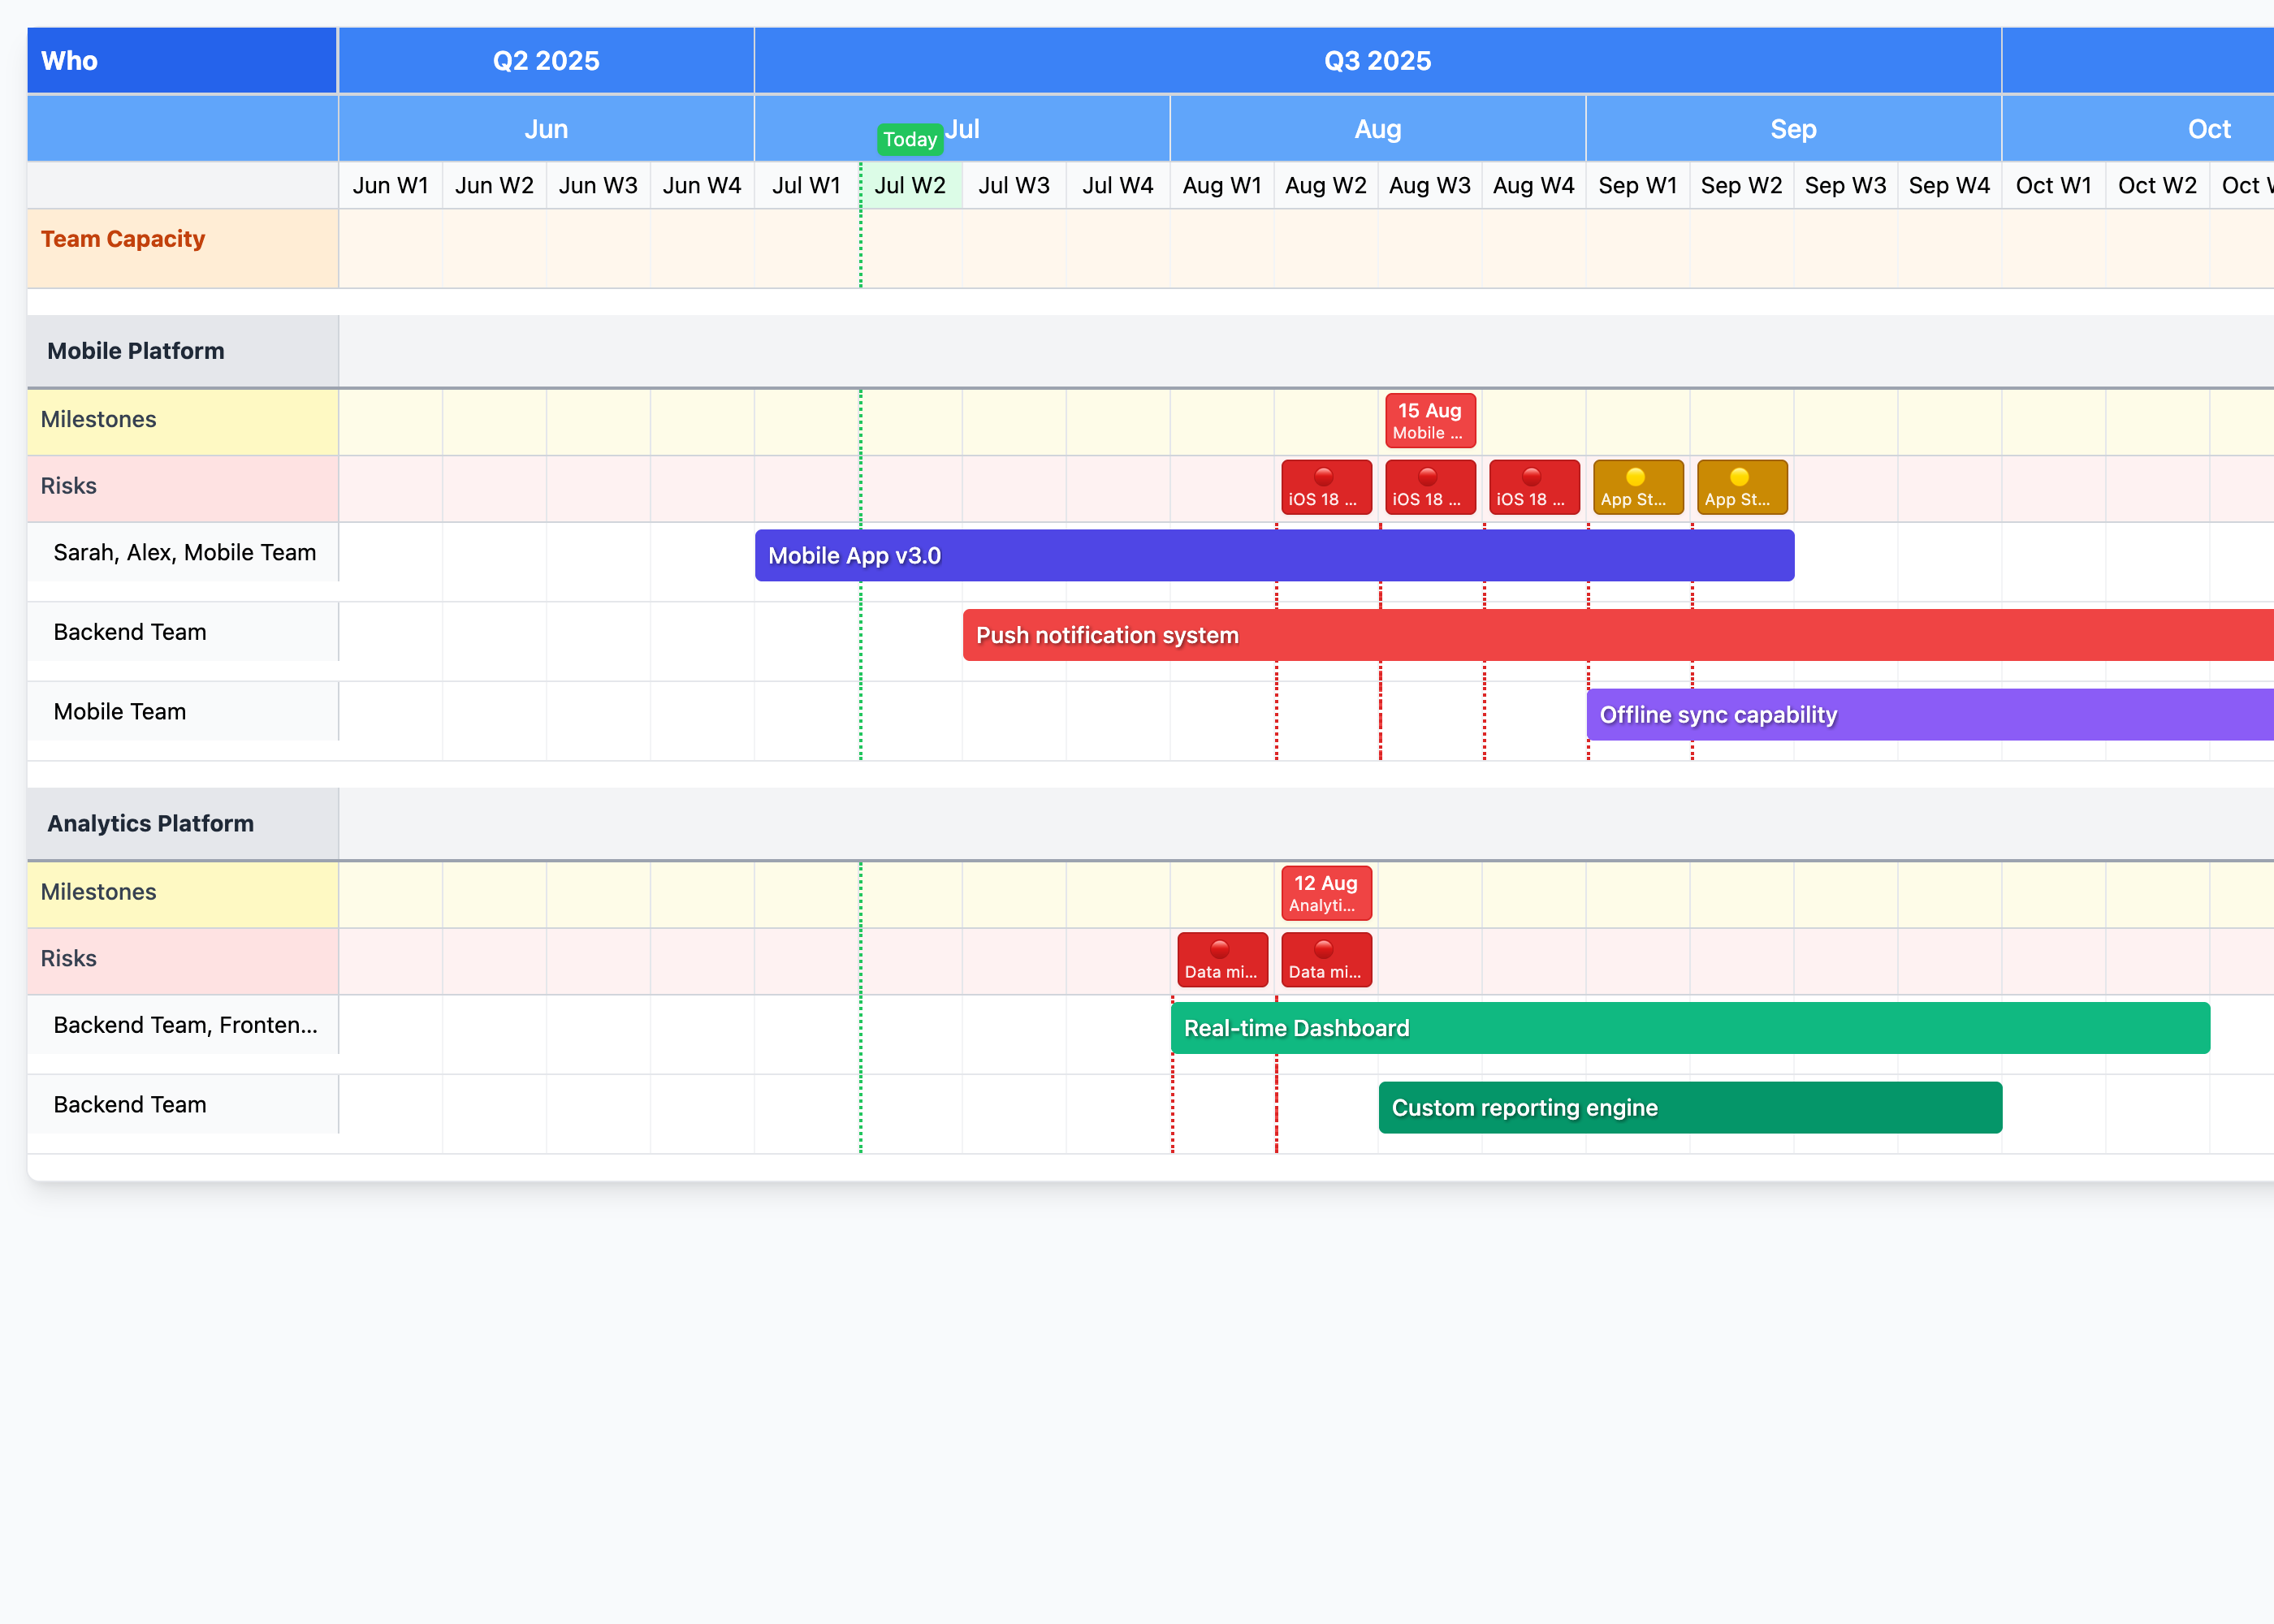 Who
Q2 2025
Q3 2025
Jun
Today
Jul
Aug
Sep
Oct
Jun W1
Jun W2
Jun W3
Jun W4
Jul W1
Jul W2
Jul W3
Jul W4
Aug W1
Aug W2
Aug W3
Aug W4
Sep W1
Sep W2
Sep W3
Sep W4
Oct W1
Oct W2
Oct
Team Capacity
Mobile Platform
Milestones
15 Aug
Mobile ...
Risks
iOS 18 ...
iOS 18 ...
iOS 18 ...
App St...
App St...
Sarah, Alex, Mobile Team
Mobile App v3.0
Backend Team
Push notification system
Mobile Team
Offline sync capability
Analytics Platform
Milestones
12 Aug
Analyti...
Risks
Data mi...
Data mi...
Backend Team, Fronten...
Real-time Dashboard
Backend Team
Custom reporting engine